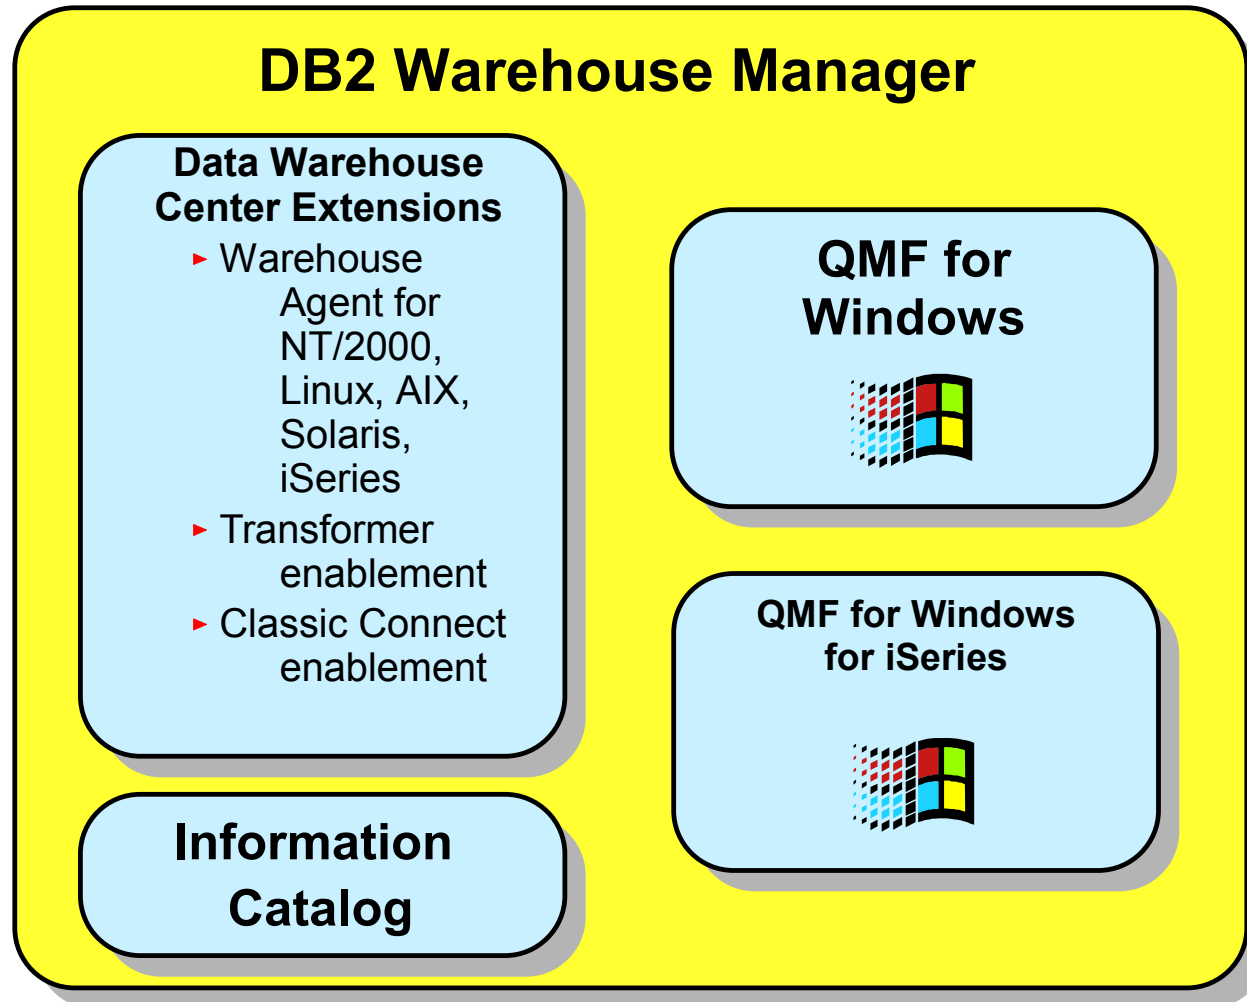 DB2 Warehouse Manager
Data Warehouse
Center Extensions
Warehouse
Agent for
NT/2000,
Linux, AIX,
Solaris,
iSeries
Transformer
enablement
Classic Connect
enablement
Information
Catalog
QMF for
Windows
QMF for Windows
for iSeries